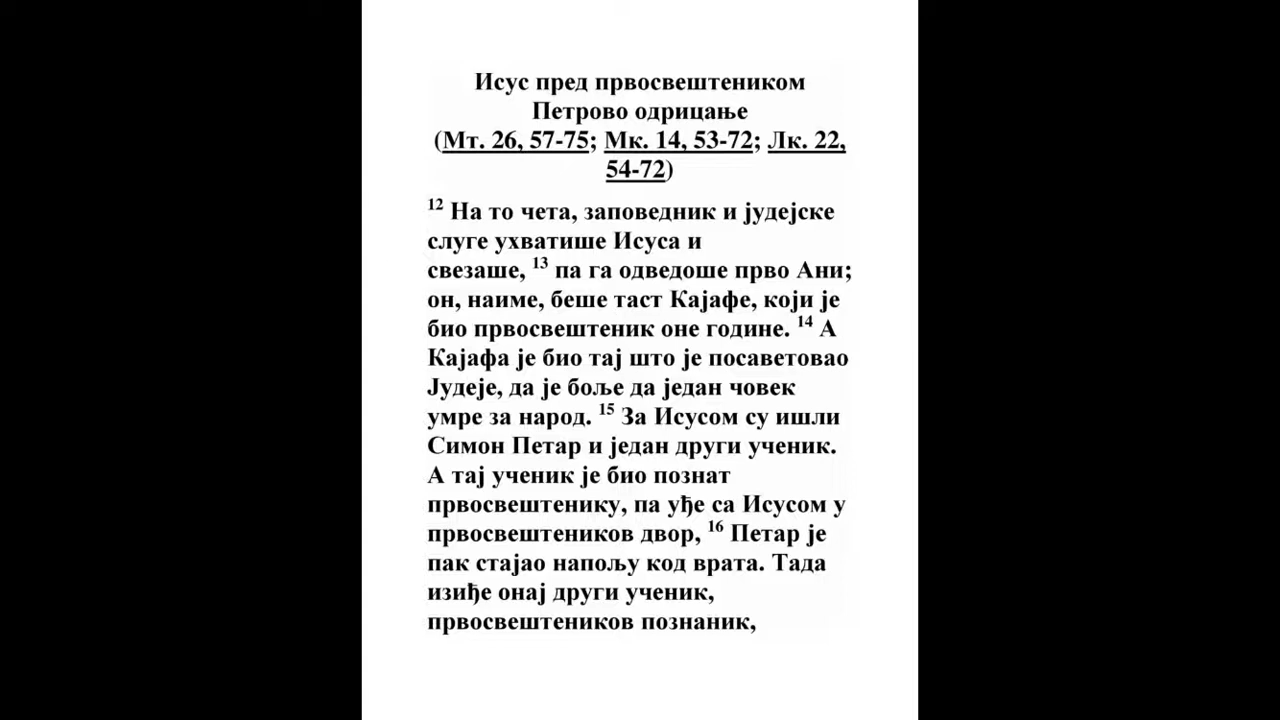 Исус пред првосвештеником
Петрово одрицање
(Мт. 26, 57-75; Мк. 14, 53-72; Лк. 22,
54-72)
12 На то чета, заповедник и јудејске
слуге ухватише Исуса и
свезаше, 13 па га одведоше прво Ани;
он, наиме, беше таст Кајафе, који је
био првосвештеник оне године. 14 А
Кајафа је био тај што је посаветовао
Јудеје, да је боље да један човек
умре за народ. 15 За Исусом су ишли
Симон Петар и један други ученик.
А тај ученик је био познат
првосвештенику, па уђе са Исусом у
првосвештеников двор, 16 Петар је
пак стајао напољу код врата. Тада
изиђе онај други ученик,
првосвештеников познаник,